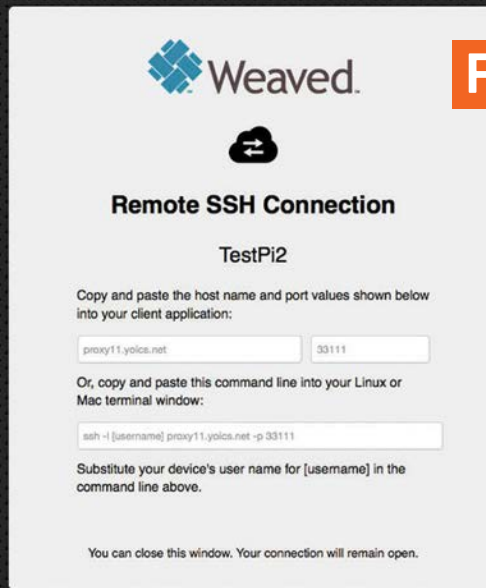 Weaved™
Remote SSH Connection
TestPi2
Copy and paste the host name and port values shown below
into your client application:
proxy11.yoics.net 33111
Or, copy and paste this command line into your Linux or
Mac terminal window:
ssh -l [username] proxy11.yoics.net -p 33111
Substitute your device's user name for [username] in the
command line above.
You can close this window. Your connection will remain open.